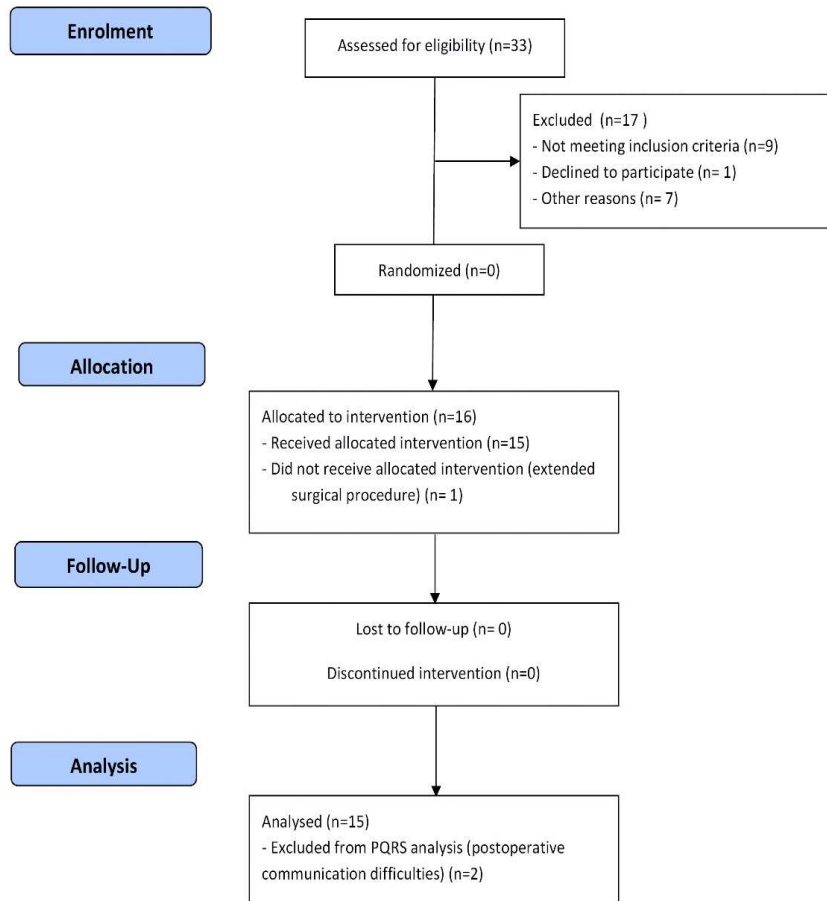 Enrolment
Assessed for eligibility (n=33)
Excluded (n=17 )
- Not meeting inclusion criteria (n=9)
- Declined to participate (n= 1)
- Other reasons (n= 7)
Randomized (n=0)
Allocation
Allocated to intervention (n=16)
- Received allocated intervention (n=15)
- Did not receive allocated intervention (extended
surgical procedure) (n= 1)
Follow-Up
Lost to follow-up (n= 0)
Discontinued intervention (n=0)
Analysis
Analysed (n=15)
- Excluded from PQRS analysis (postoperative
communication difficulties) (n=2)